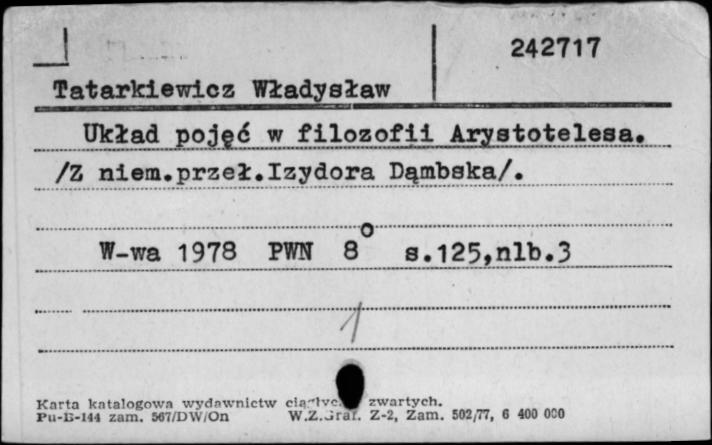 242717
Tatarkiewicz Władysław
Układ pojęć w filozofii Arystotelesa.
/Z niem.przeł.Izydora Dąmbska/.
W-wa 1978 PWN 8° s.125,nlb.3
1
Karta katalogowa wydawnictw zwartych.
Pu-B-144 zam. 567/DW/On W.Z.Graf. Z-2, Zam. 502/77, 6 400 000